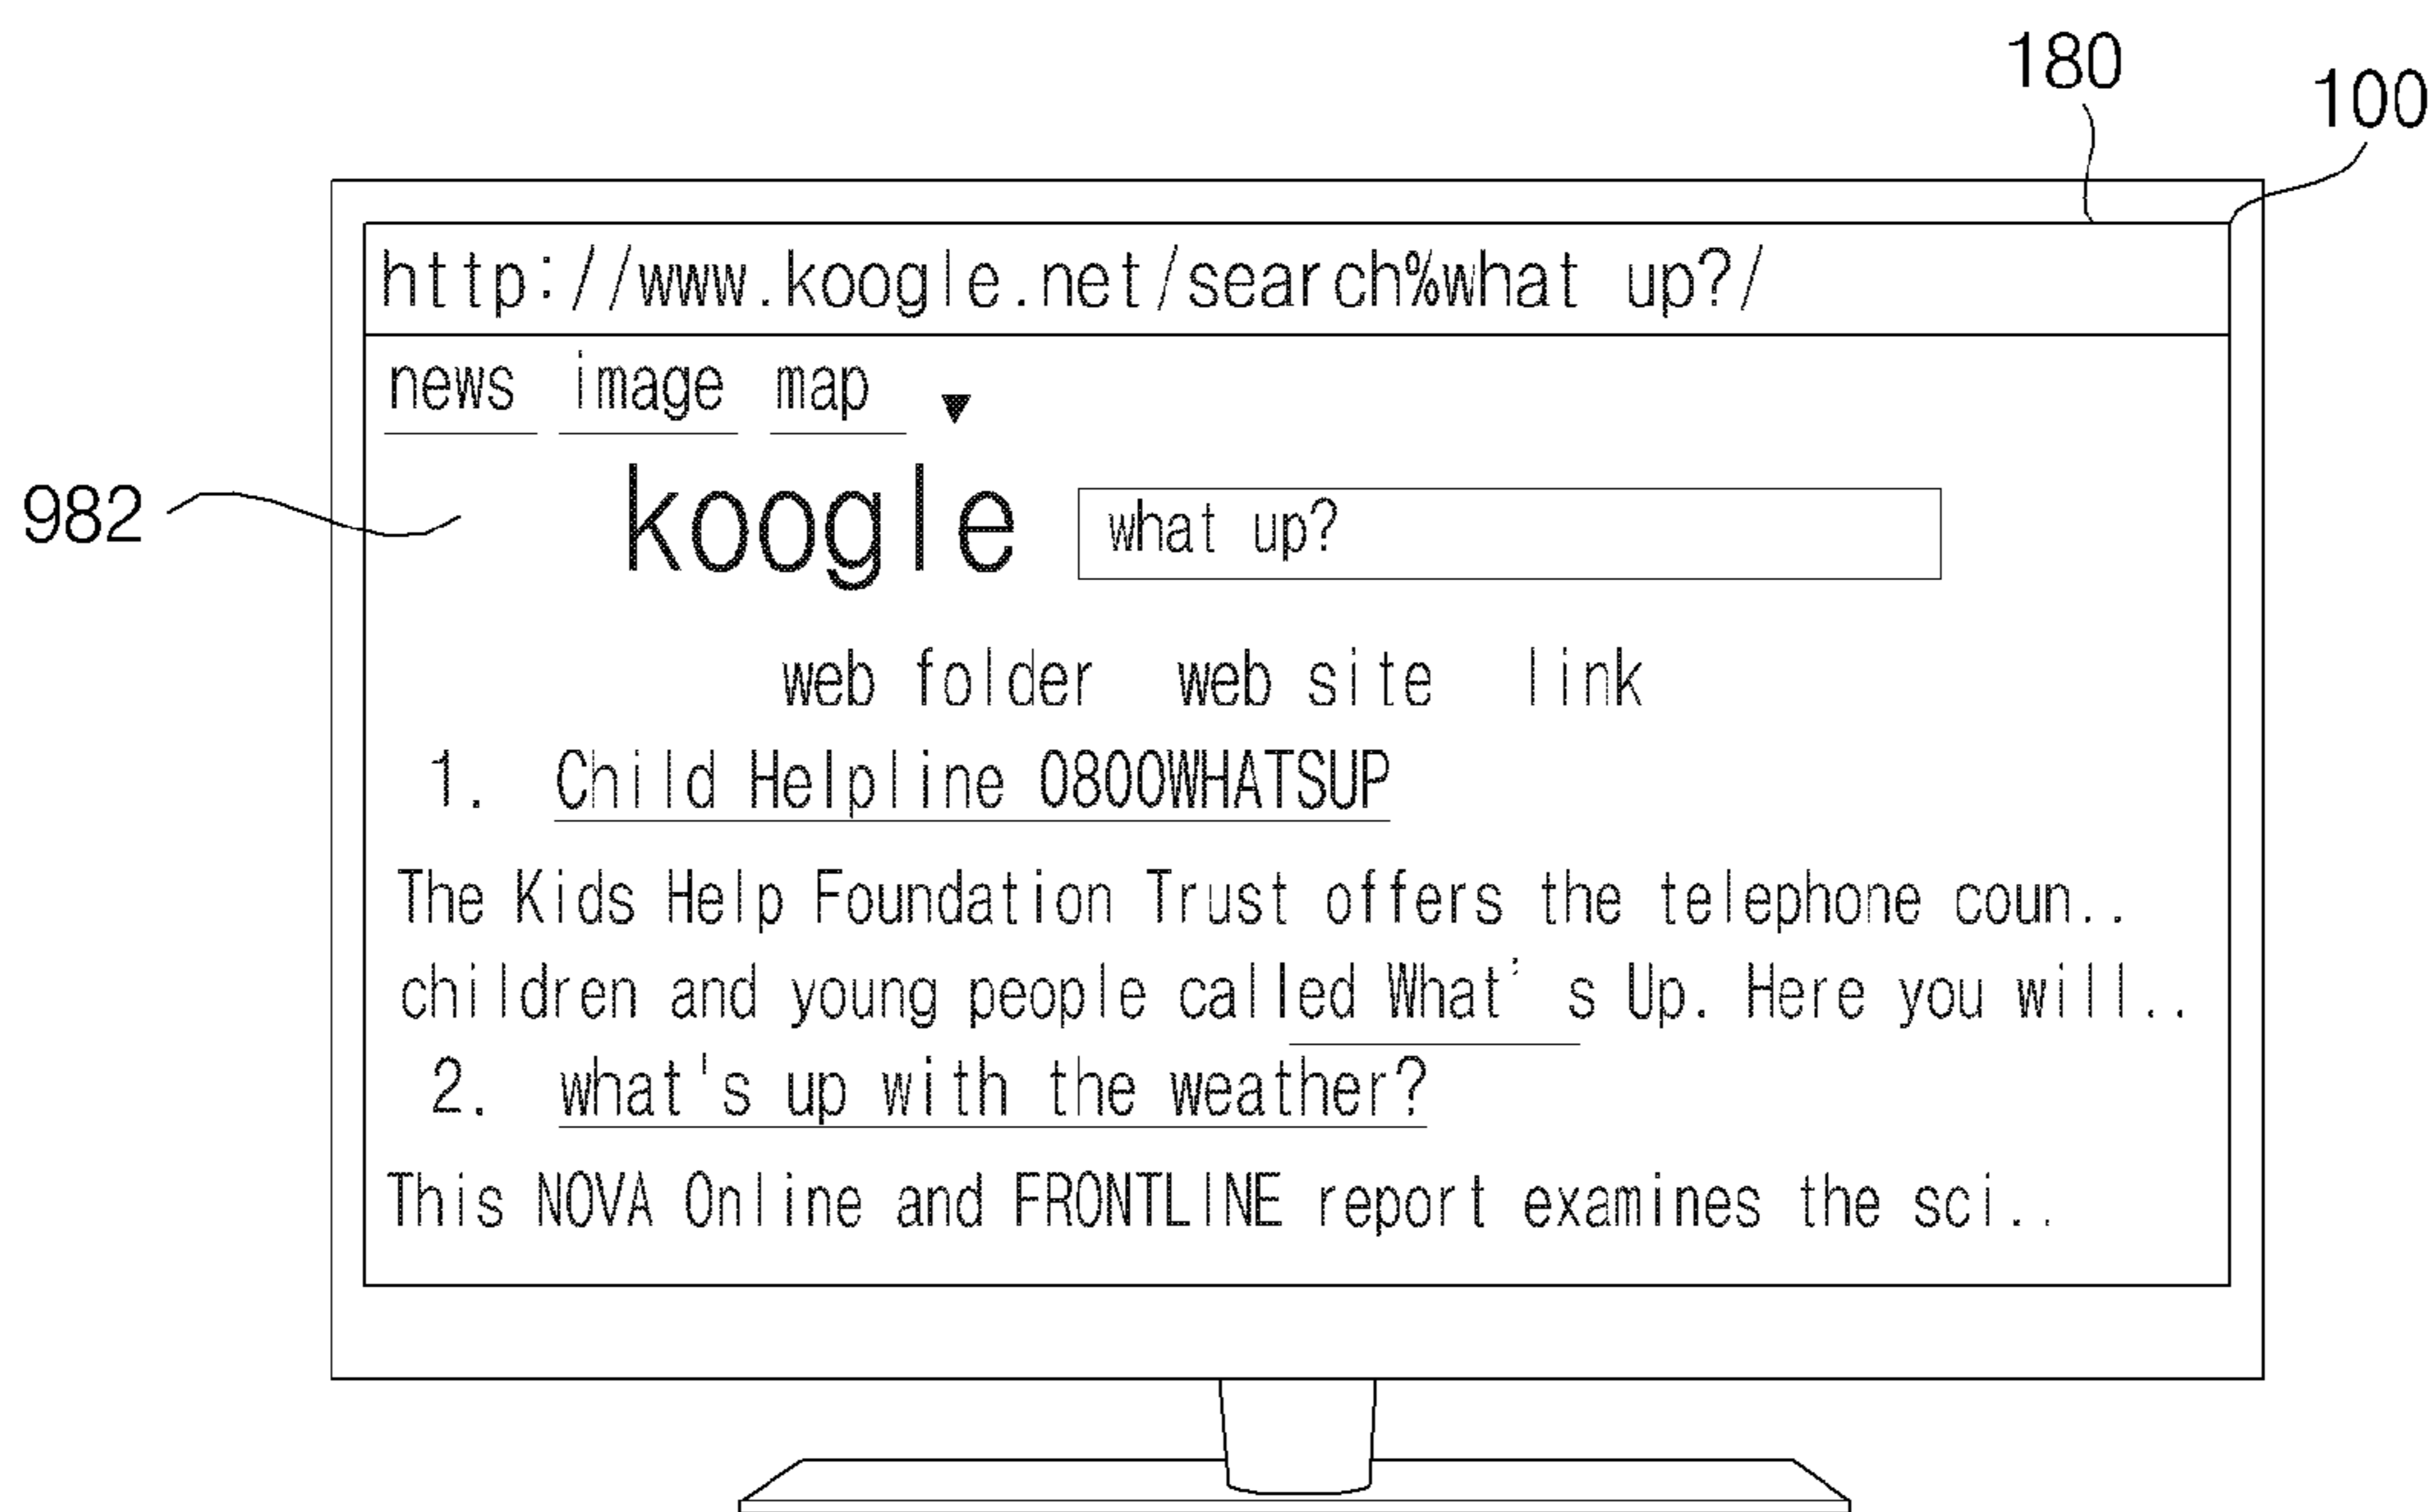 180
100
http://www.koogle.net/search%what up?/
news image map ▼
982
koogle what up?
web folder web site link
1. Child Helpline 0800WHATSUP
The Kids Help Foundation Trust offers the telephone coun..
children and young people called What's Up. Here you will..
2. what's up with the weather?
This NOVA Online and FRONTLINE report examines the sci..